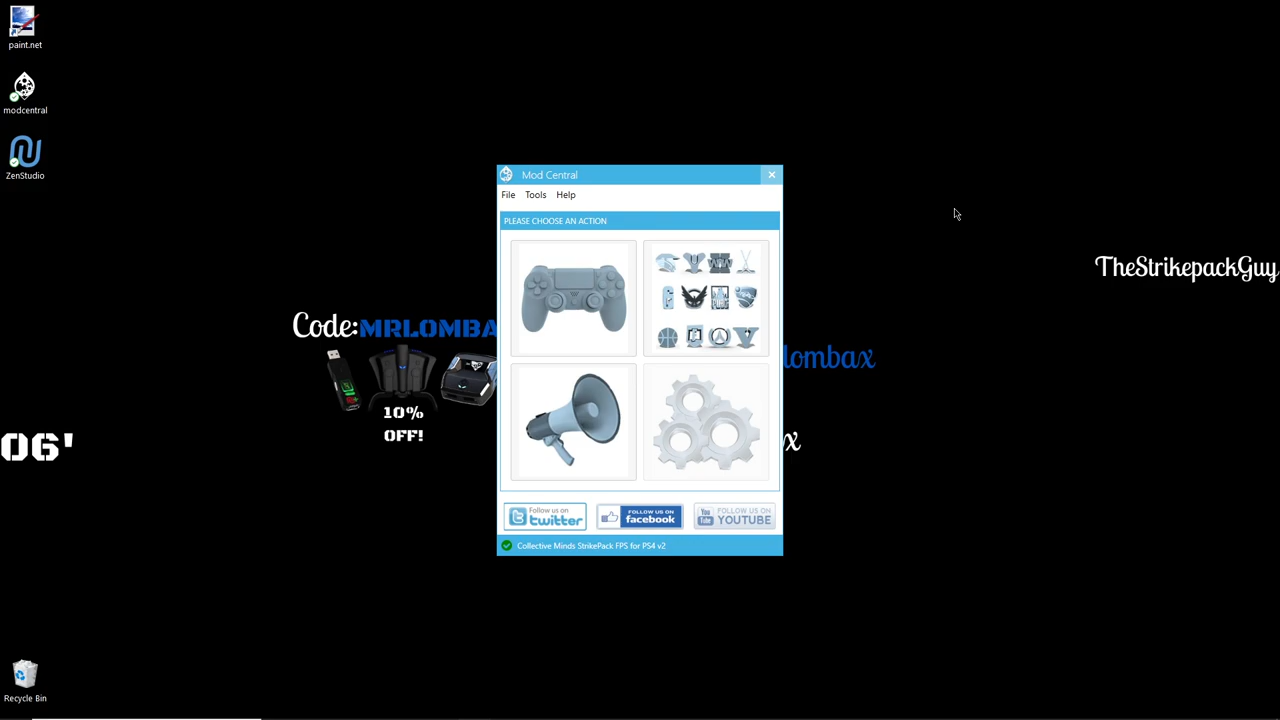 paint.net
modcentral
ZenStudio
Mod Central
File Tools Help
PLEASE CHOOSE AN ACTION
TheStrikepackGuy
Code:MRLOMBA
lombax
10%
OFF!
06'
x
Follow us on
twitter
FOLLOW US ON
facebook
You
Tube
FOLLOW US ON
YOUTUBE
Collective Minds StrikePack FPS for PS4 v2
Recycle Bin